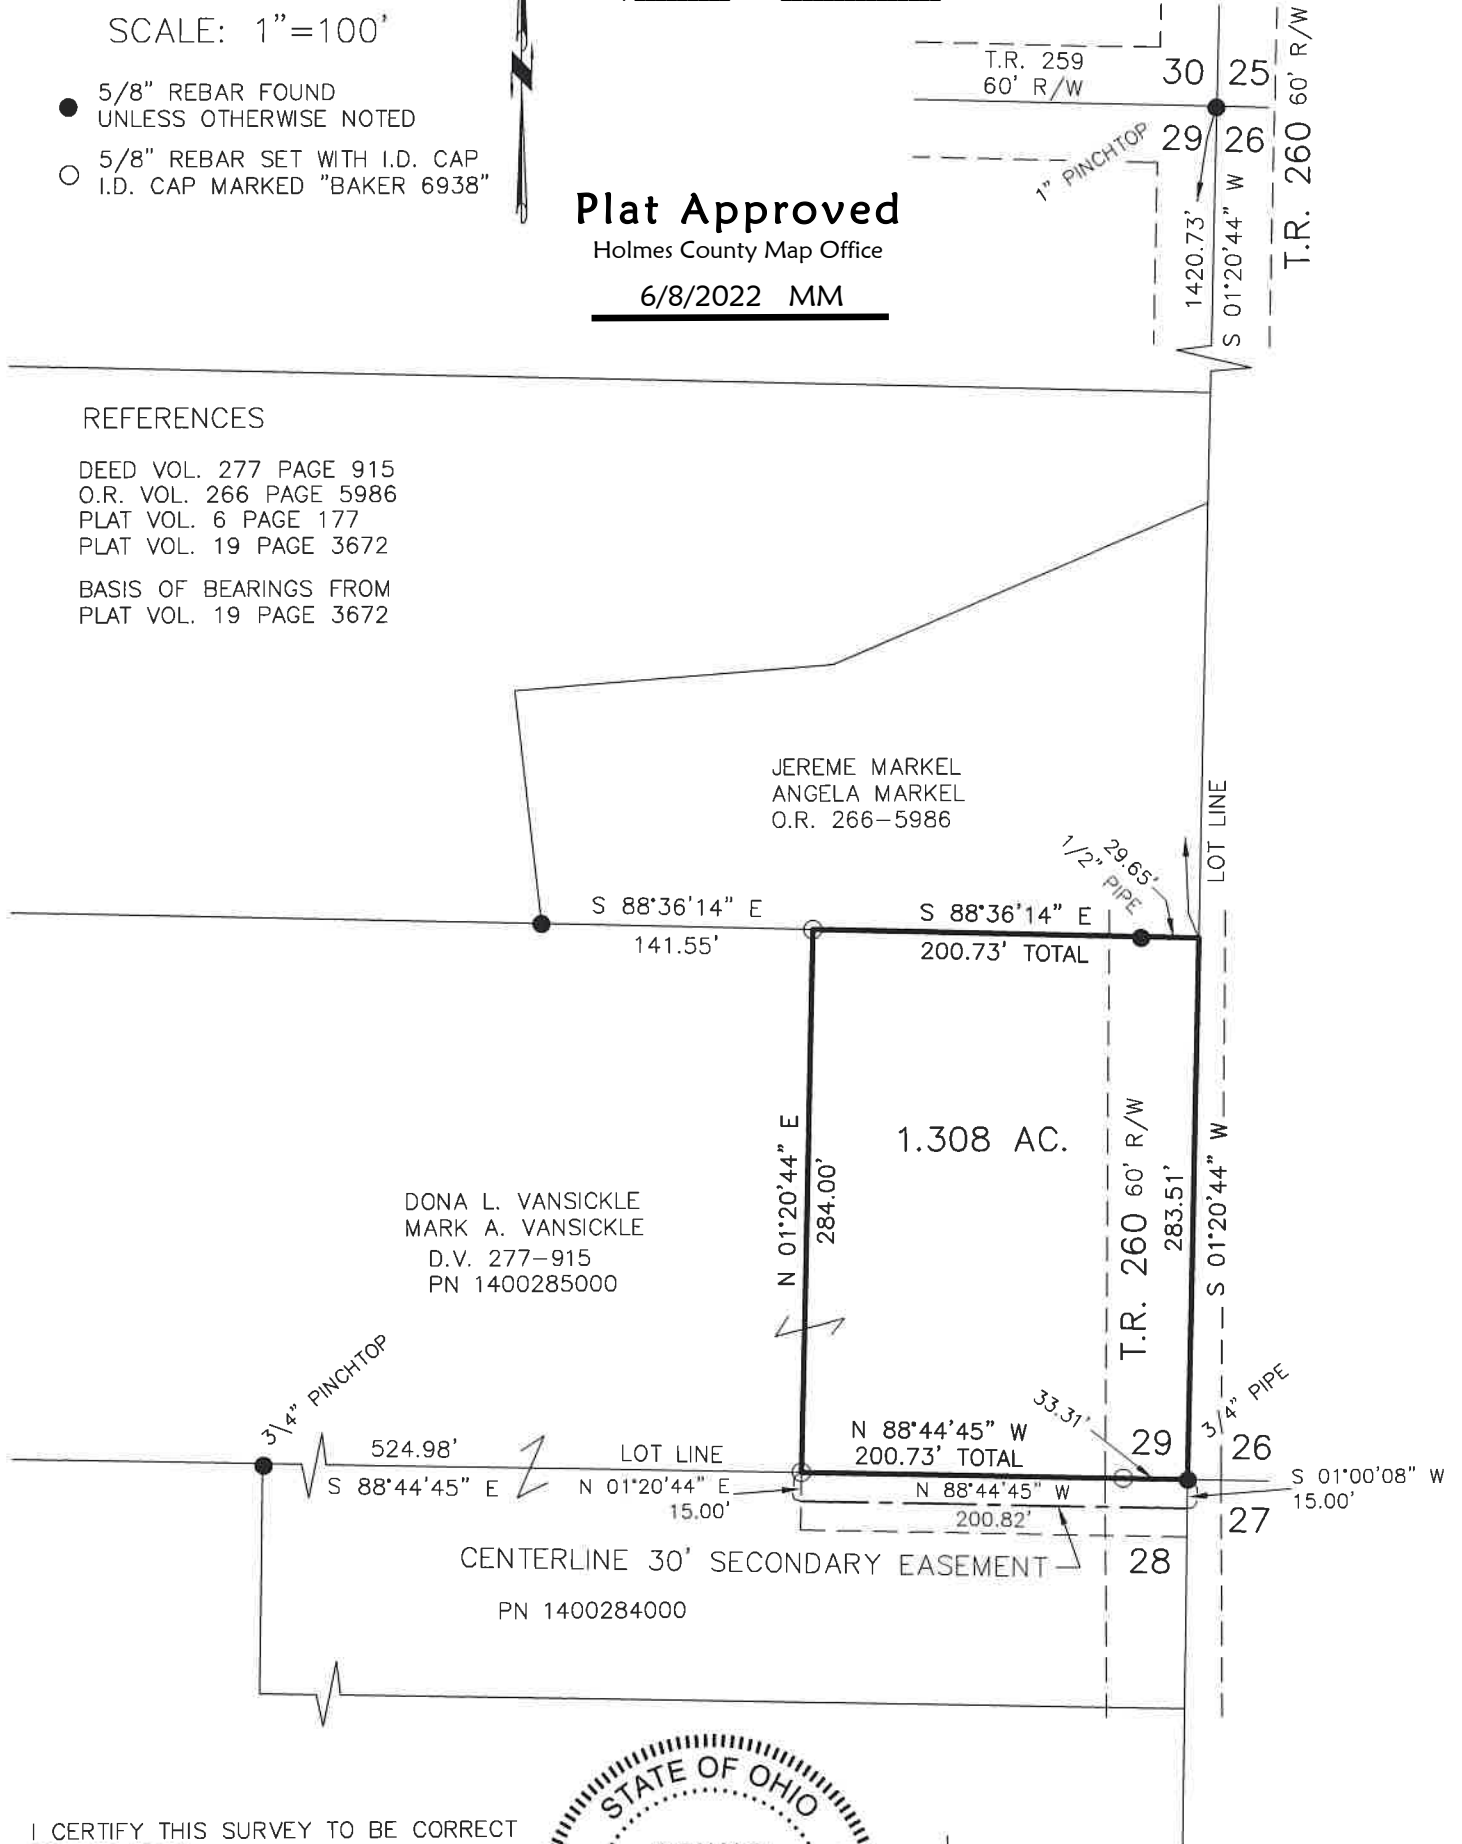 SCALE: 1"=100'
5/8" REBAR FOUND
UNLESS OTHERWISE NOTED
5/8" REBAR SET WITH I.D. CAP
I.D. CAP MARKED "BAKER 6938"
N
Plat Approved
Holmes County Map Office
6/8/2022 MM
T.R. 259
60' R/W
30 25
29 26
1" PINCHTOP
1420.73'
S 01°20'44" W
T.R. 260 60' R/W
REFERENCES
DEED VOL. 277 PAGE 915
O.R. VOL. 266 PAGE 5986
PLAT VOL. 6 PAGE 177
PLAT VOL. 19 PAGE 3672
BASIS OF BEARINGS FROM
PLAT VOL. 19 PAGE 3672
JEREME MARKEL
ANGELA MARKEL
O.R. 266-5986
LOT LINE
29.65'
1/2" PIPE
S 88°36'14" E
141.55'
S 88°36'14" E
200.73' TOTAL
N 01°20'44" E
284.00'
1.308 AC.
T.R. 260 60' R/W
283.51'
S 01°20'44" W
DONA L. VANSICKLE
MARK A. VANSICKLE
D.V. 277-915
PN 1400285000
3\4" PINCHTOP
524.98'
S 88°44'45" E
LOT LINE
N 01°20'44" E
15.00'
N 88°44'45" W
200.73' TOTAL
33.31'
3/4" PIPE
29 26
N 88°44'45" W
200.82'
S 01°00'08" W
15.00'
27
28
CENTERLINE 30' SECONDARY EASEMENT
PN 1400284000
STATE OF OHIO
I CERTIFY THIS SURVEY TO BE CORRECT